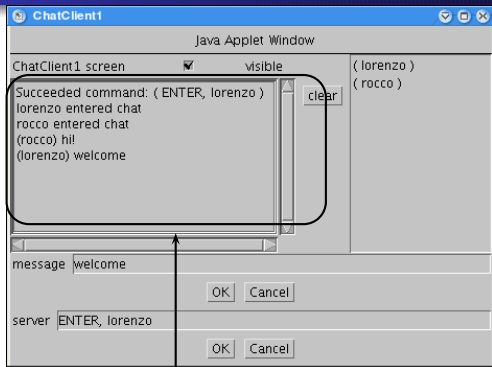 ChatClient1
Java Applet Window
ChatClient1 screen visible
Succeeded command: ( ENTER, lorenzo )
lorenzo entered chat
rocco entered chat
(rocco) hi!
(lorenzo) welcome
clear
( lorenzo )
( rocco )
message welcome
OK Cancel
server ENTER, lorenzo
OK Cancel